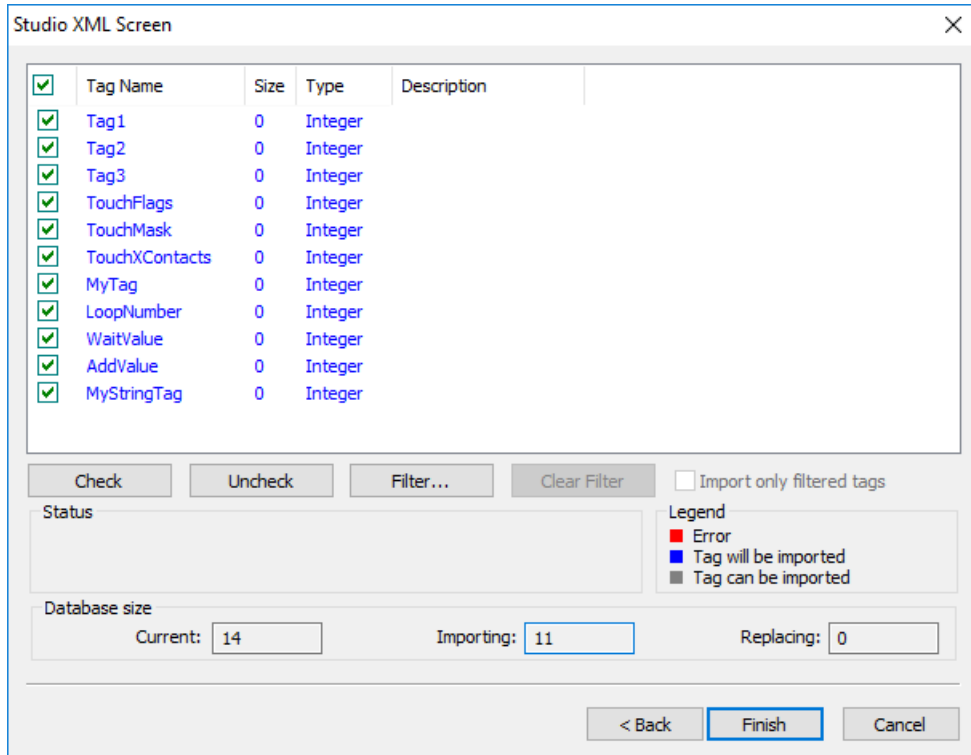 Studio XML Screen
Tag Name Size Type Description
Tag1 0 Integer
Tag2 0 Integer
Tag3 0 Integer
TouchFlags 0 Integer
TouchMask 0 Integer
TouchXContacts 0 Integer
MyTag 0 Integer
LoopNumber 0 Integer
WaitValue 0 Integer
AddValue 0 Integer
MyStringTag 0 Integer
Check Uncheck Filter... Clear Filter Import only filtered tags
Status Legend
Error
Tag will be imported
Tag can be imported
Database size
Current: 14 Importing: 11 Replacing: 0
< Back Finish Cancel